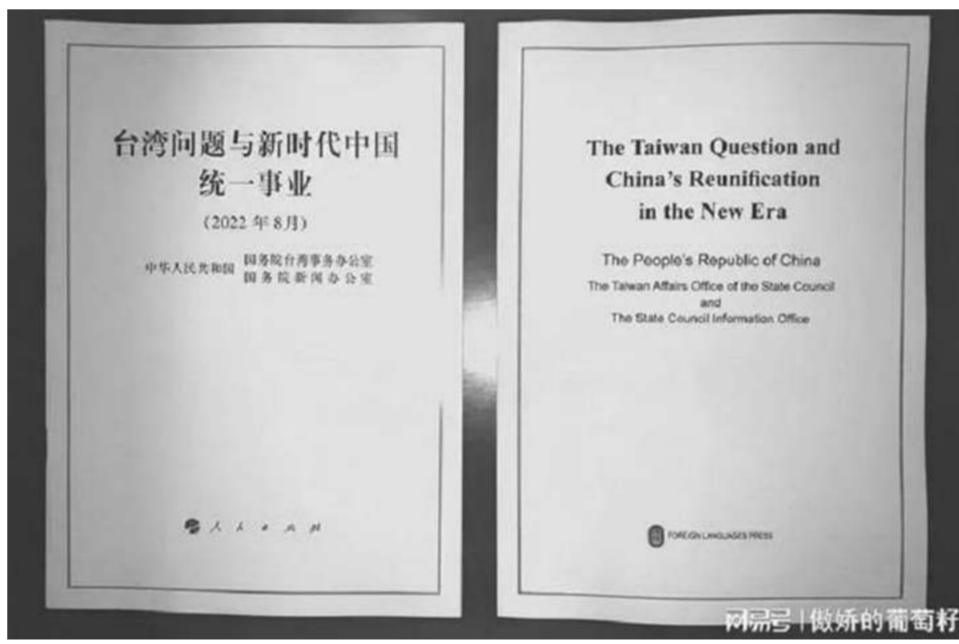 台湾问题与新时代中国
统一事业
(2022 年 8 月)
中华人民共和国
国务院台湾事务办公室
国务院新闻办公室
人民出版社
The Taiwan Question and
China's Reunification
in the New Era
The People's Republic of China
The Taiwan Affairs Office of the State Council
and
The State Council Information Office
FOREIGN LANGUAGES PRESS
网易号 | 傲娇的葡萄籽